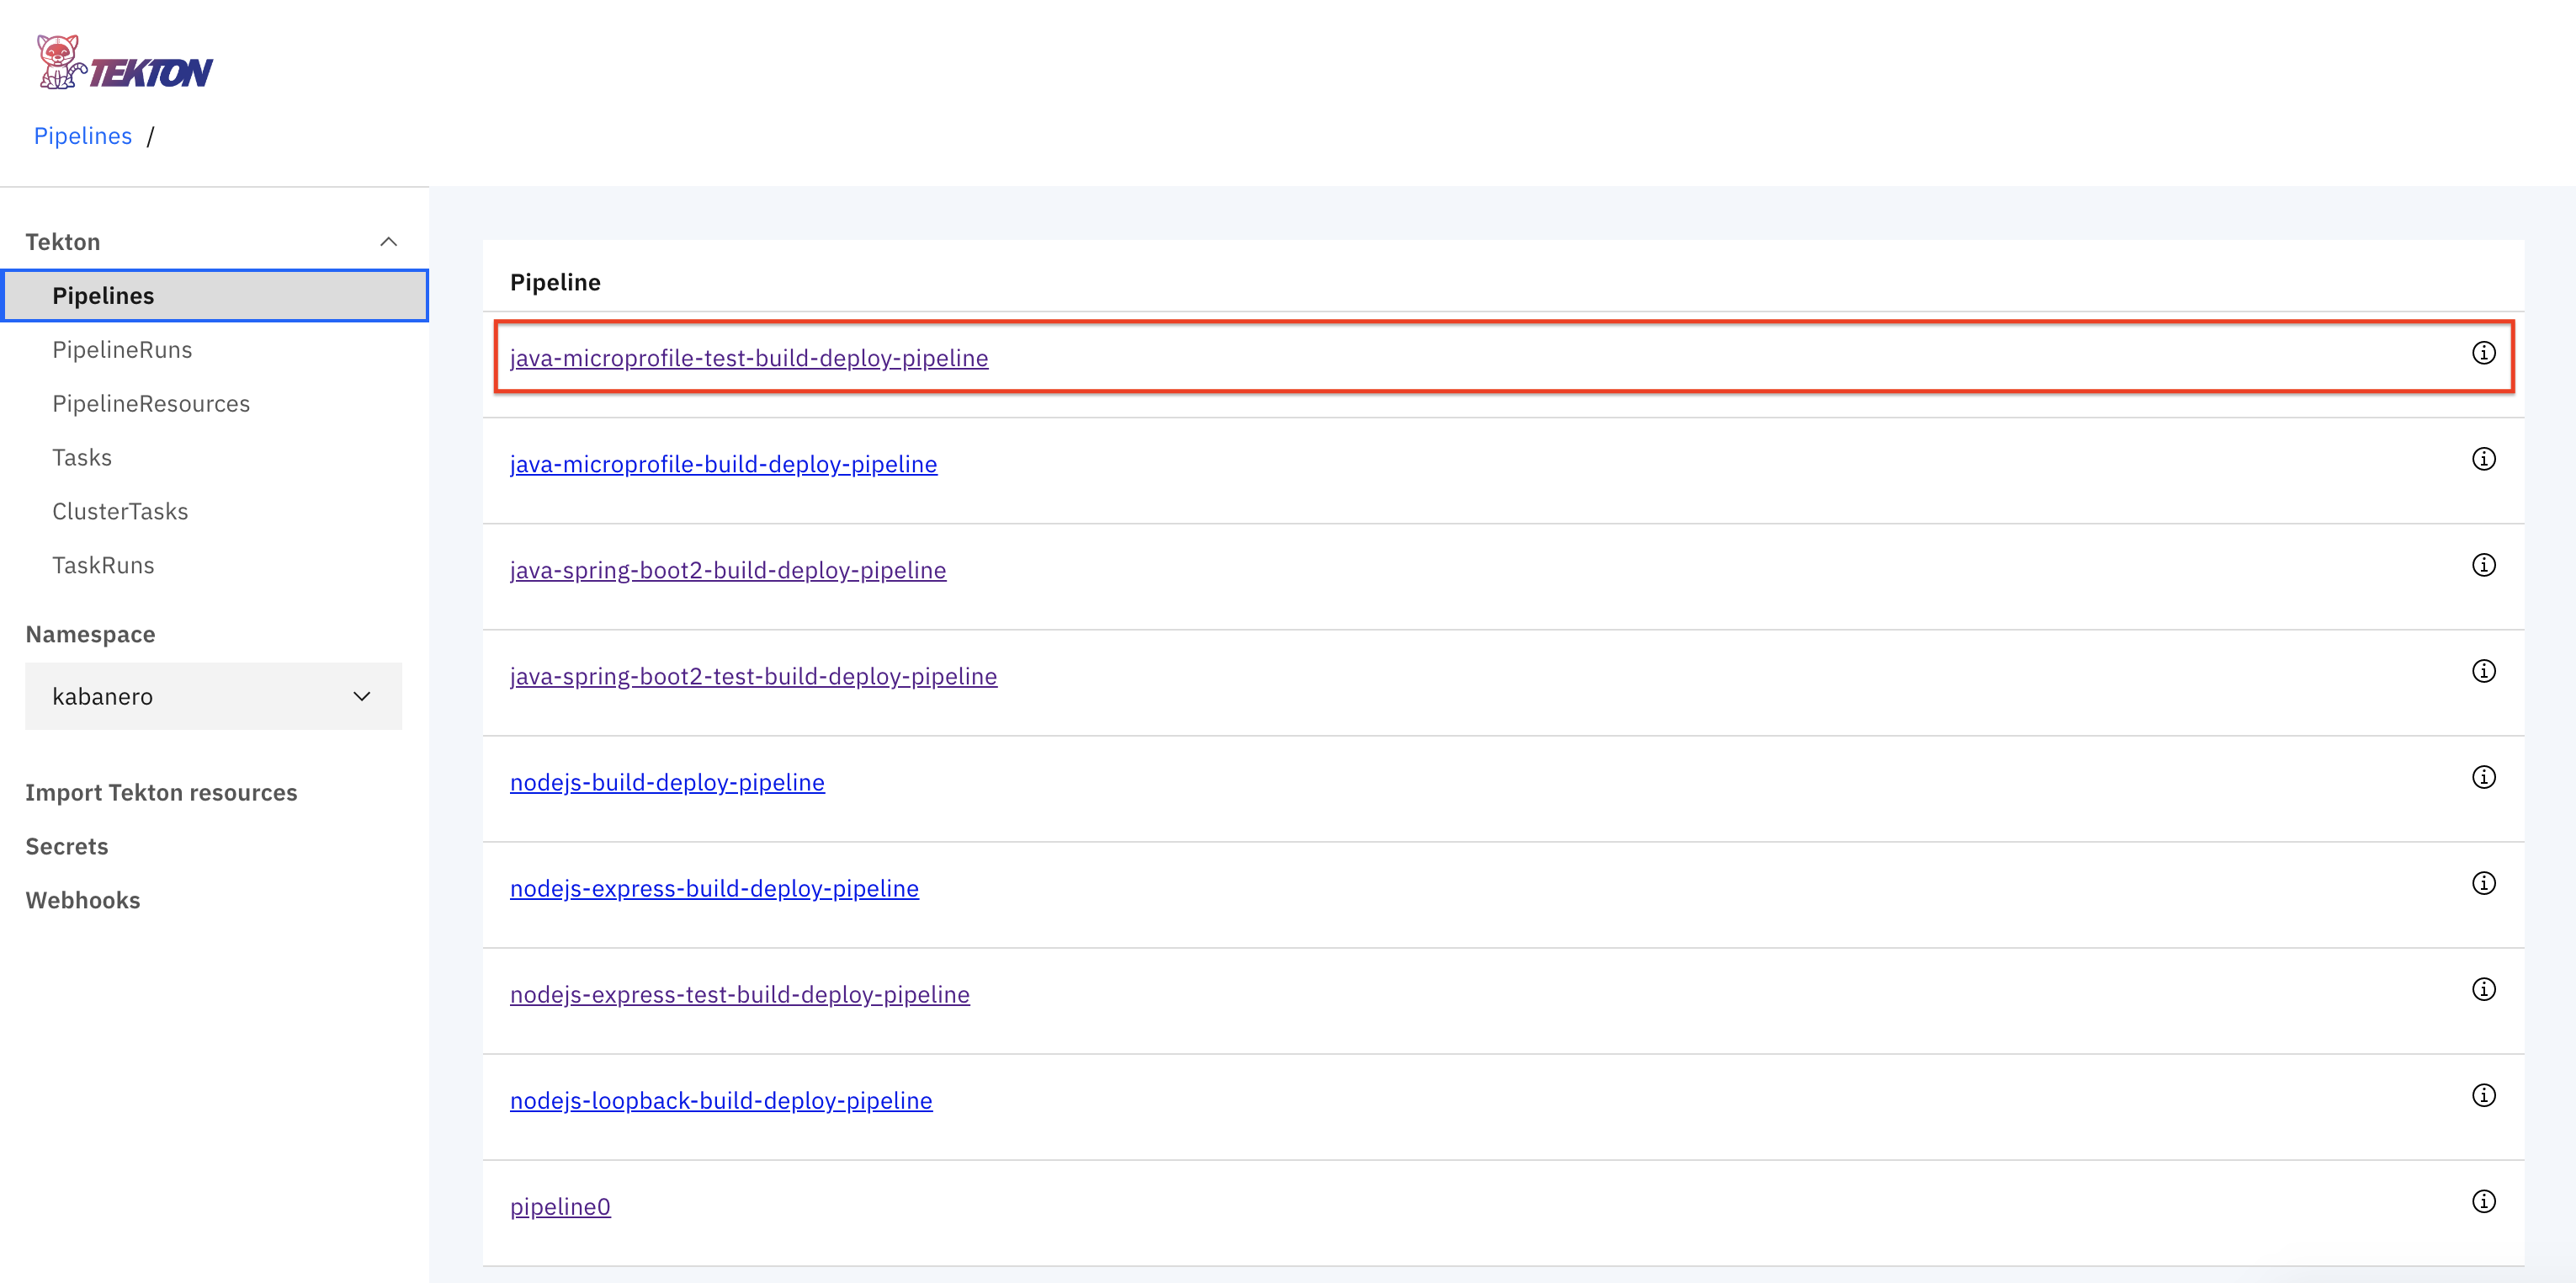 TEKTON
Pipelines /
Tekton
Pipelines
PipelineRuns
PipelineResources
Tasks
ClusterTasks
TaskRuns
Namespace
kabanero
Import Tekton resources
Secrets
Webhooks
Pipeline
java-microprofile-test-build-deploy-pipeline
java-microprofile-build-deploy-pipeline
java-spring-boot2-build-deploy-pipeline
java-spring-boot2-test-build-deploy-pipeline
nodejs-build-deploy-pipeline
nodejs-express-build-deploy-pipeline
nodejs-express-test-build-deploy-pipeline
nodejs-loopback-build-deploy-pipeline
pipeline0